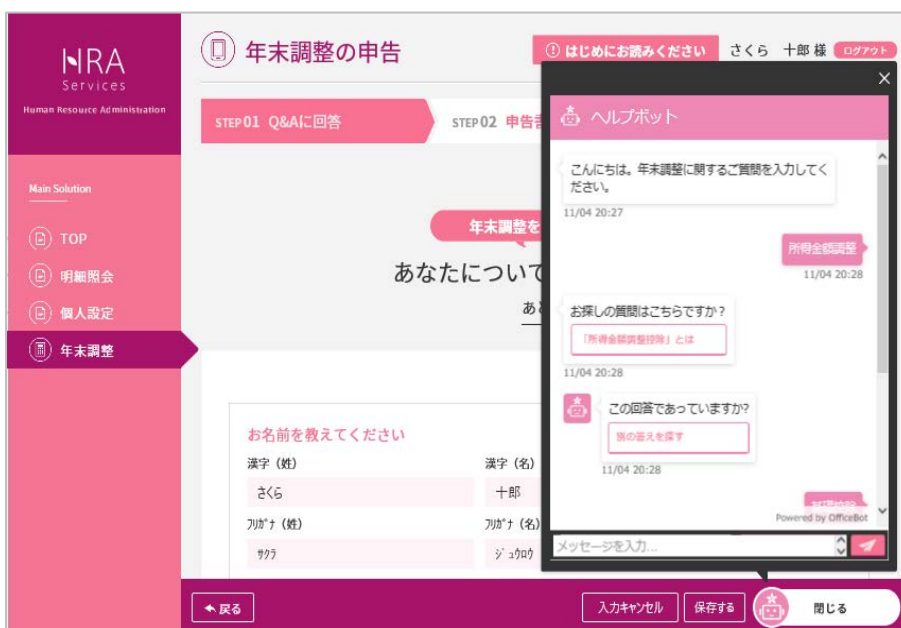 HRA
Services
Human Resource Administration
Main Solution
TOP
明細照会
個人設定
年末調整
年末調整の申告
はじめにお読みください
さくら 十郎 様
ログアウト
STEP 01 Q&Aに回答
STEP 02 申告
年末調整を
あなたについて
あ
お名前を教えてください
漢字（姓）
漢字（名）
さくら
十郎
ﾌﾘｶﾞﾅ（姓）
ﾌﾘｶﾞﾅ（名）
ｻｸﾗ
ｼﾞｭｳﾛｳ
×
ヘルプボット
こんにちは。年末調整に関するご質問を入力してく
ださい。
11/04 20:27
所得金額調整
11/04 20:28
お探しの質問はこちらですか？
「所得金額調整控除」とは
11/04 20:28
この回答であっていますか?
別の答えを探す
11/04 20:28
Powered by OfficeBot
メッセージを入力...
戻る
入力ｷｬﾝｾﾙ
保存する
閉じる